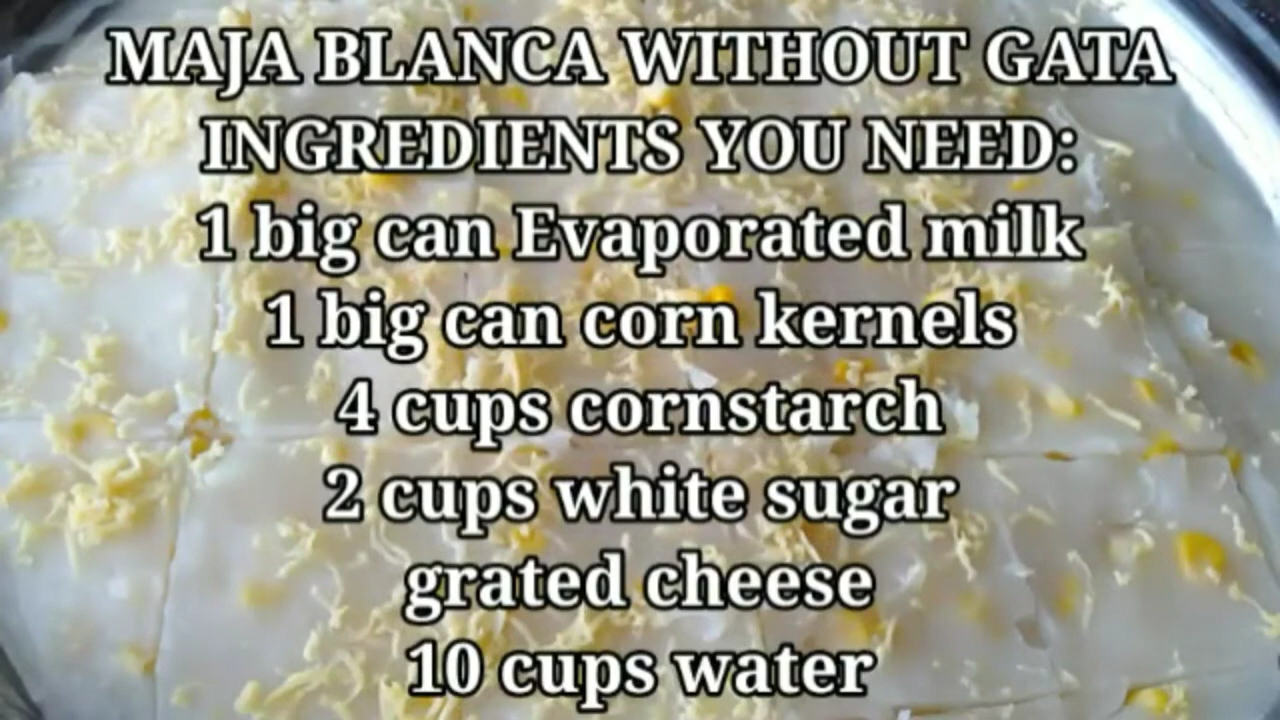 MAJA BLANCA WITHOUT GATA
INGREDIENTS YOU NEED:
1 big can Evaporated milk
1 big can corn kernels
4 cups cornstarch
2 cups white sugar
grated cheese
10 cups water